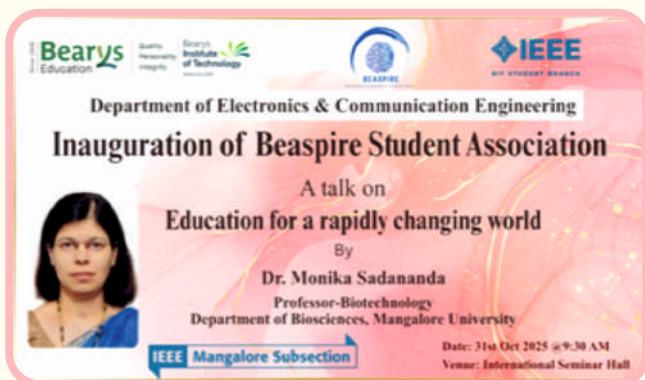 Bearys
Education
Quality
Personality
Integrity
Bearys
Institute
of Technology
BEASPIRE
IEEE
BIT STUDENT BRANCH
Department of Electronics & Communication Engineering
Inauguration of Beaspire Student Association
A talk on
Education for a rapidly changing world
By
Dr. Monika Sadananda
Professor-Biotechnology
Department of Biosciences, Mangalore University
IEEE Mangalore Subsection
Date: 31st Oct 2025 @9:30 AM
Venue: International Seminar Hall